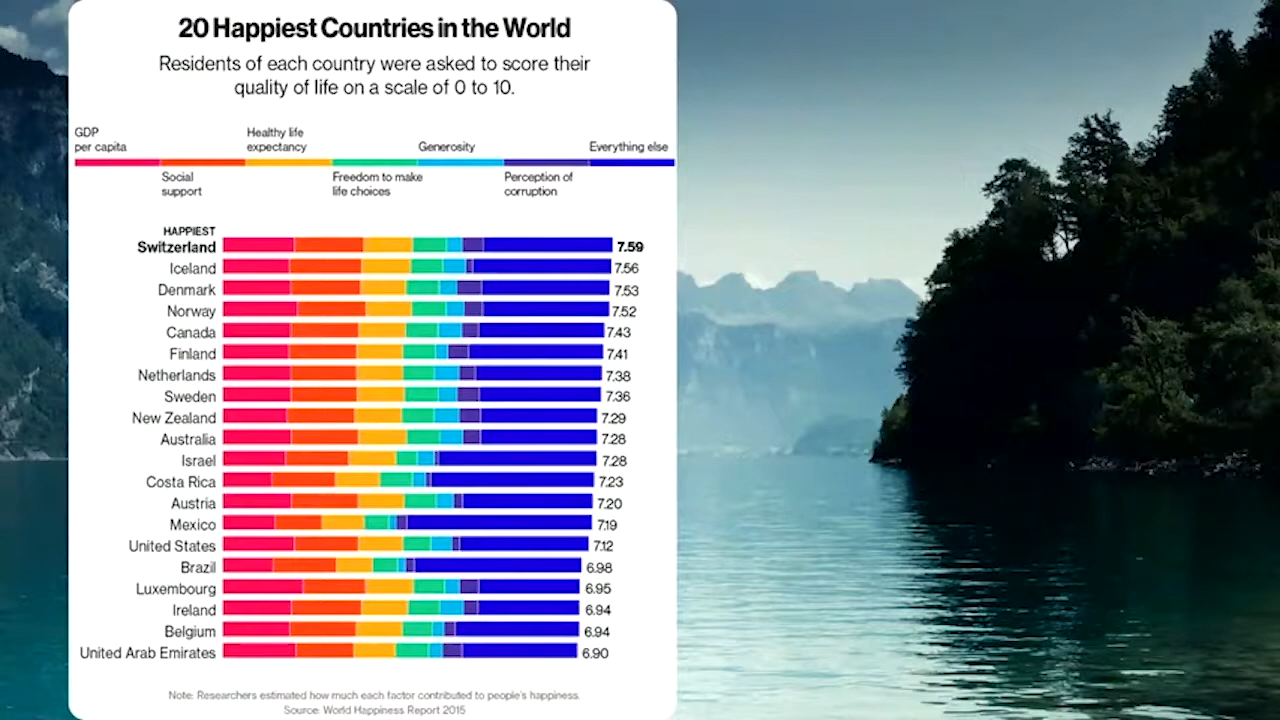 20 Happiest Countries in the World
Residents of each country were asked to score their
quality of life on a scale of 0 to 10.
GDP
per capita
Healthy life
expectancy
Generosity
Everything else
Social
support
Freedom to make
life choices
Perception of
corruption
HAPPIEST
Switzerland 7.59
Iceland 7.56
Denmark 7.53
Norway 7.52
Canada 7.43
Finland 7.41
Netherlands 7.38
Sweden 7.36
New Zealand 7.29
Australia 7.28
Israel 7.28
Costa Rica 7.23
Austria 7.20
Mexico 7.19
United States 7.12
Brazil 6.98
Luxembourg 6.95
Ireland 6.94
Belgium 6.94
United Arab Emirates 6.90
Note: Researchers estimated how much each factor contributed to people's happiness.
Source: World Happiness Report 2015